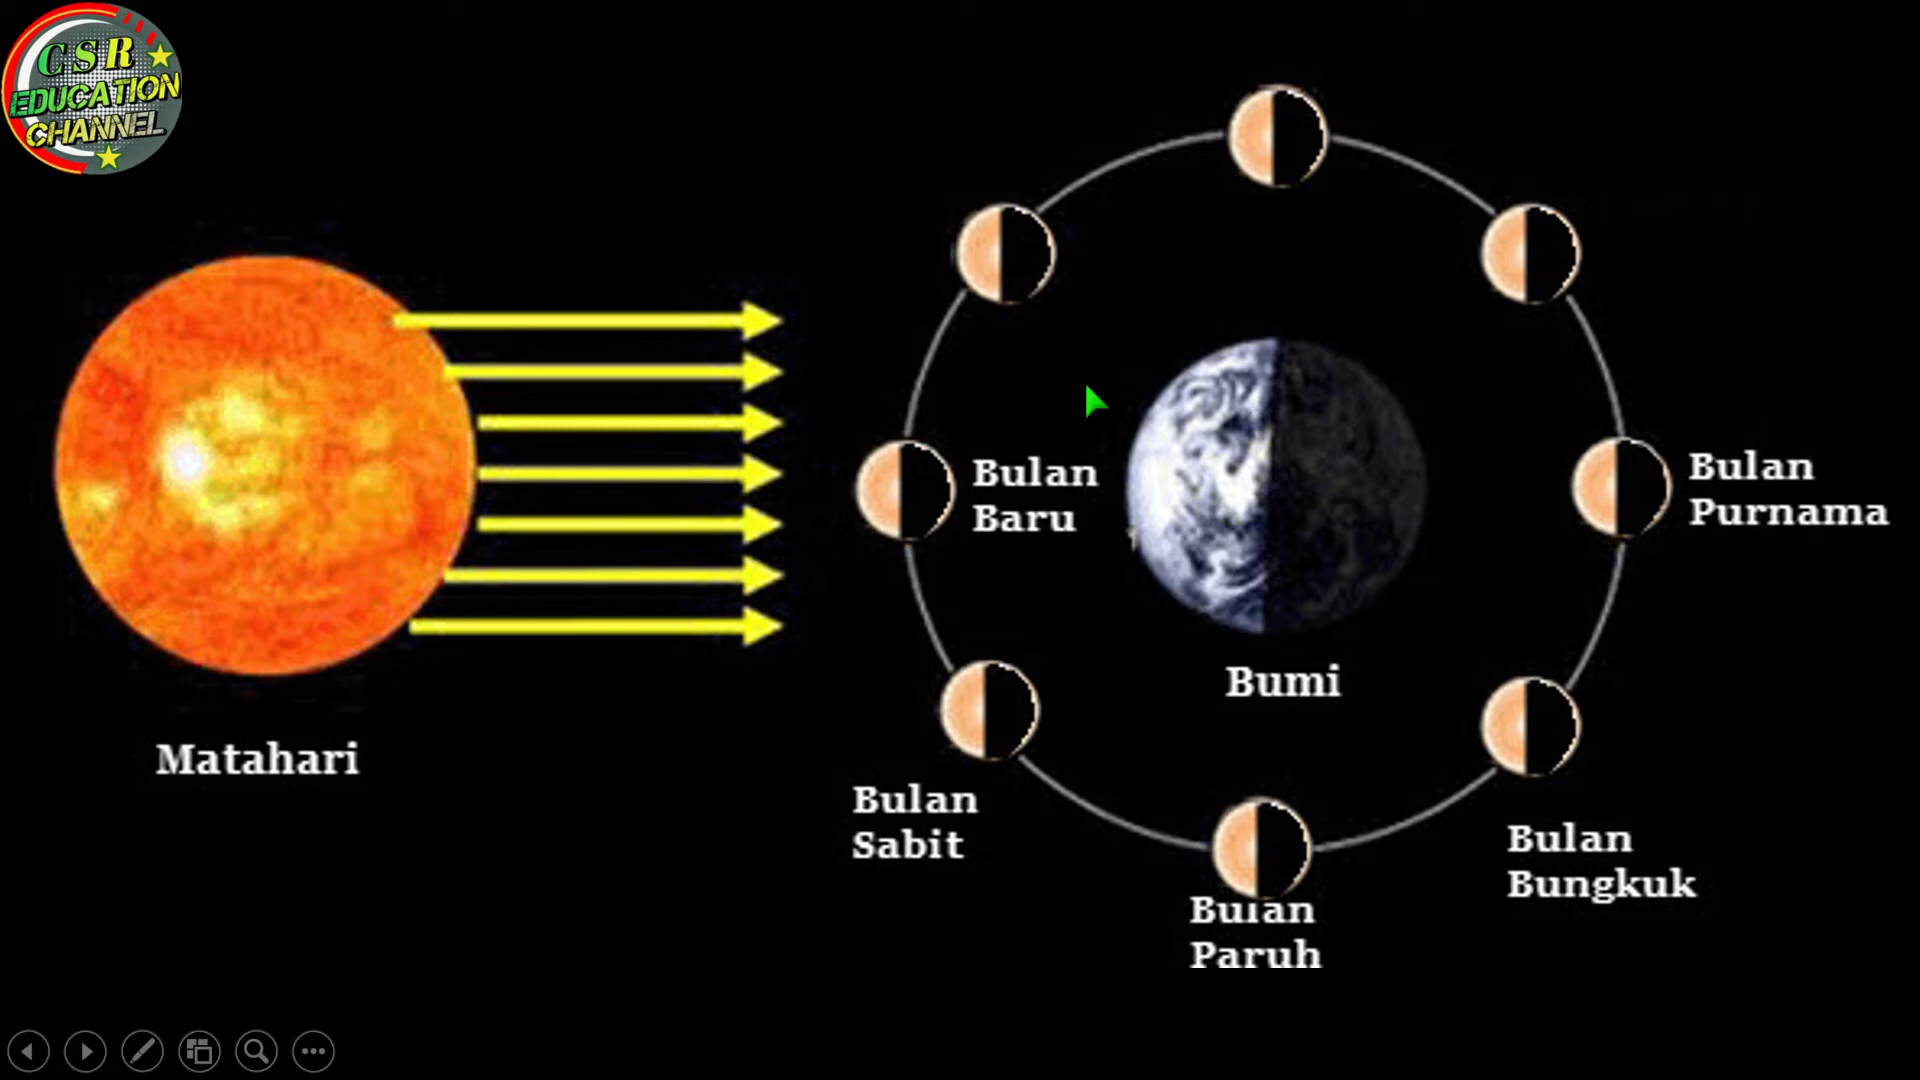 CSR
EDUCATION
CHANNEL
Matahari
Bulan
Baru
Bumi
Bulan
Purnama
Bulan
Sabit
Bulan
Paruh
Bulan
Bungkuk